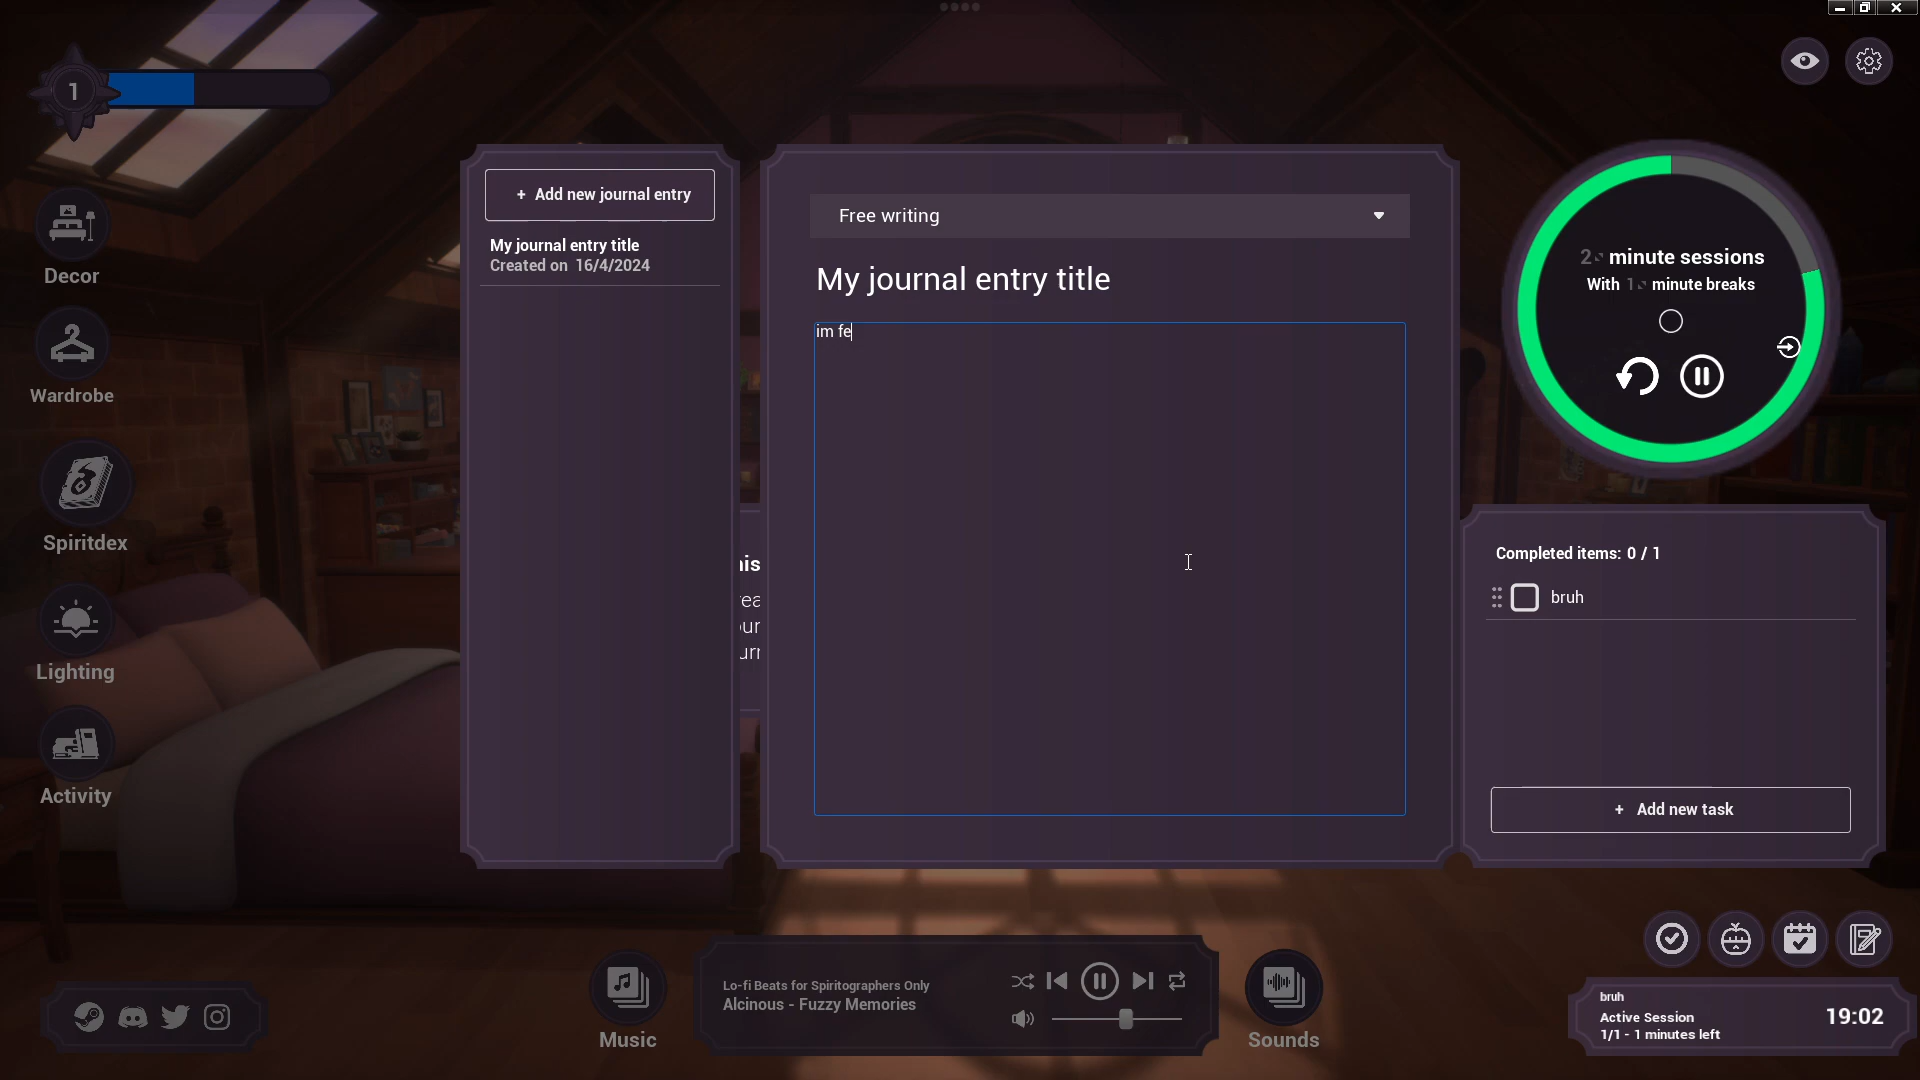 1
Decor
Wardrobe
Spiritdex
Lighting
Activity
+ Add new journal entry
My journal entry title
Created on 16/4/2024
Free writing
My journal entry title
im fe
minute sessions
With minute breaks
Completed items: 0 / 1
bruh
+ Add new task
Music
Lo-fi Beats for Spiritographers Only
Alcinous - Fuzzy Memories
Sounds
bruh
Active Session
1/1 - 1 minutes left
19:02